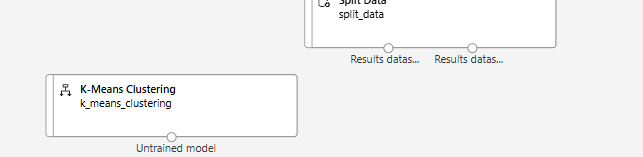 Split Data
split_data
Results datas... Results datas...
K-Means Clustering
k_means_clustering
Untrained model